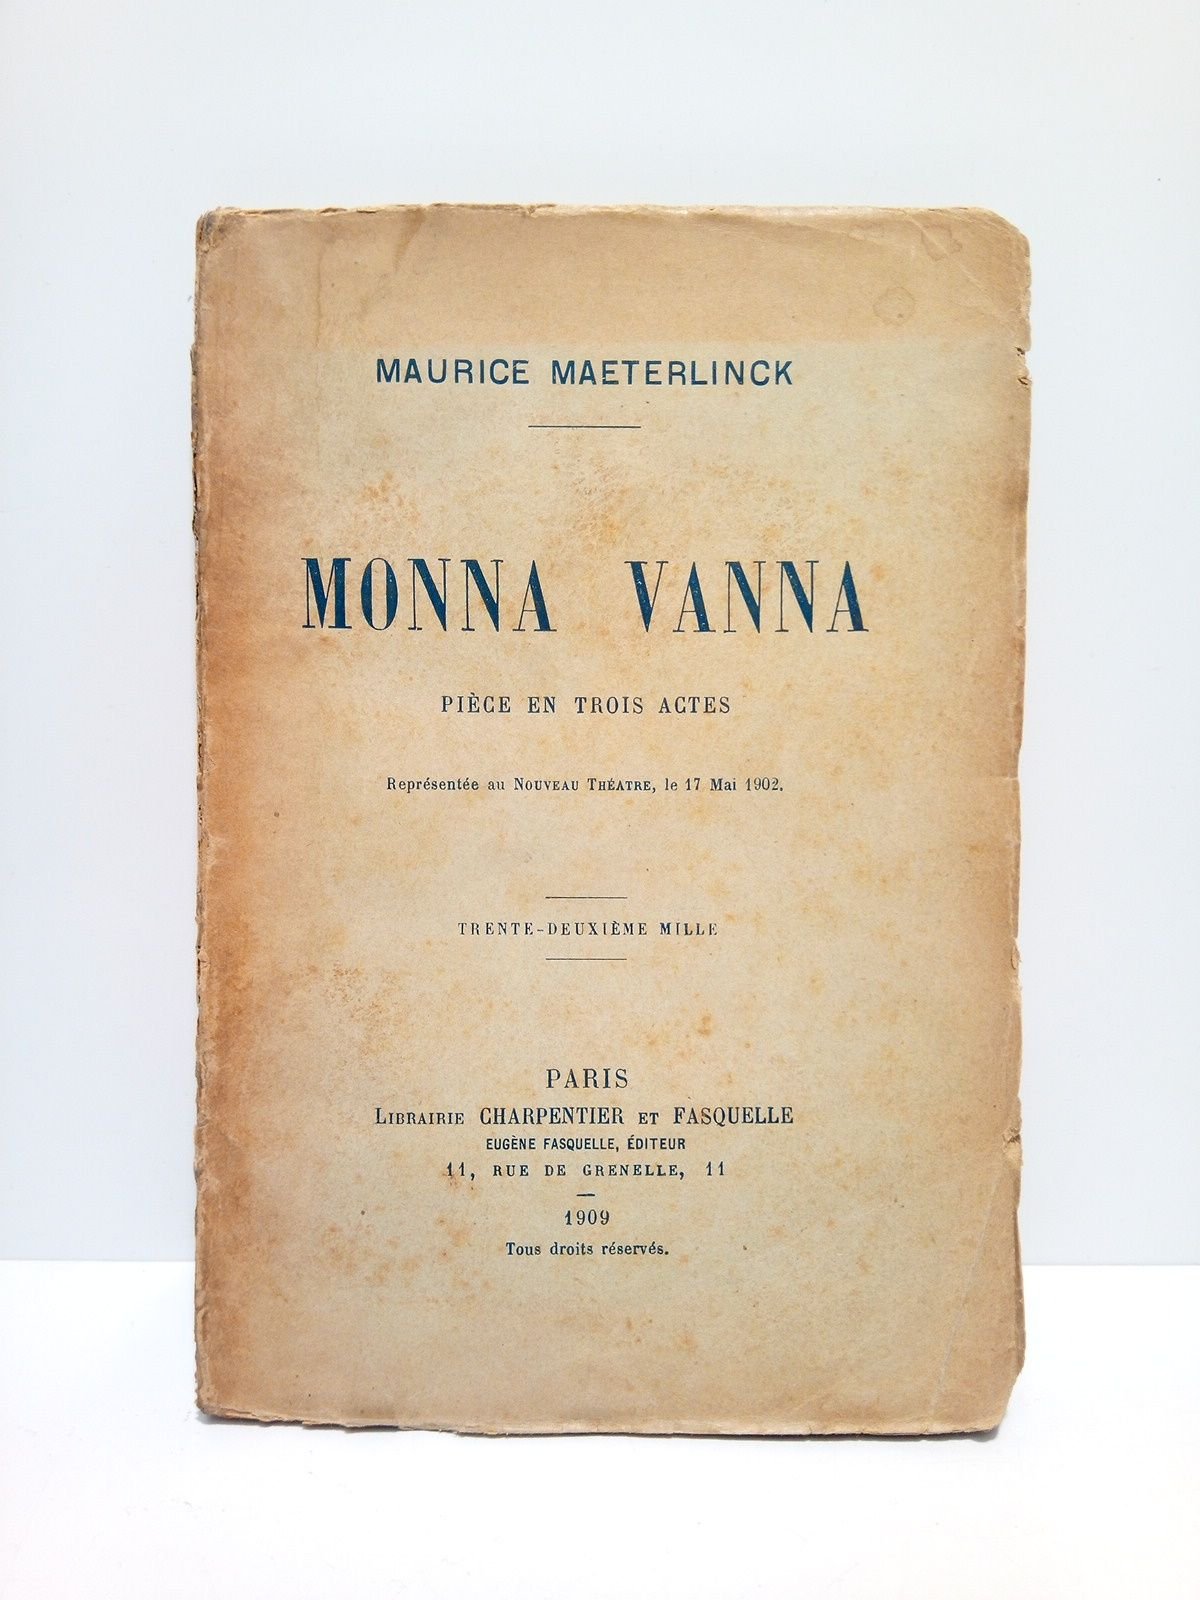 MAURICE MAETERLINCK
MONNA VANNA
PIÈCE EN TROIS ACTES
Représentée au NOUVEAU THÉATRE, le 17 Mai 1902.
TRENTE-DEUXIÈME MILLE
PARIS
LIBRAIRIE CHARPENTIER ET FASQUELLE
EUGÈNE FASQUELLE, ÉDITEUR
11, RUE DE GRENELLE, 11
1909
Tous droits réservés.